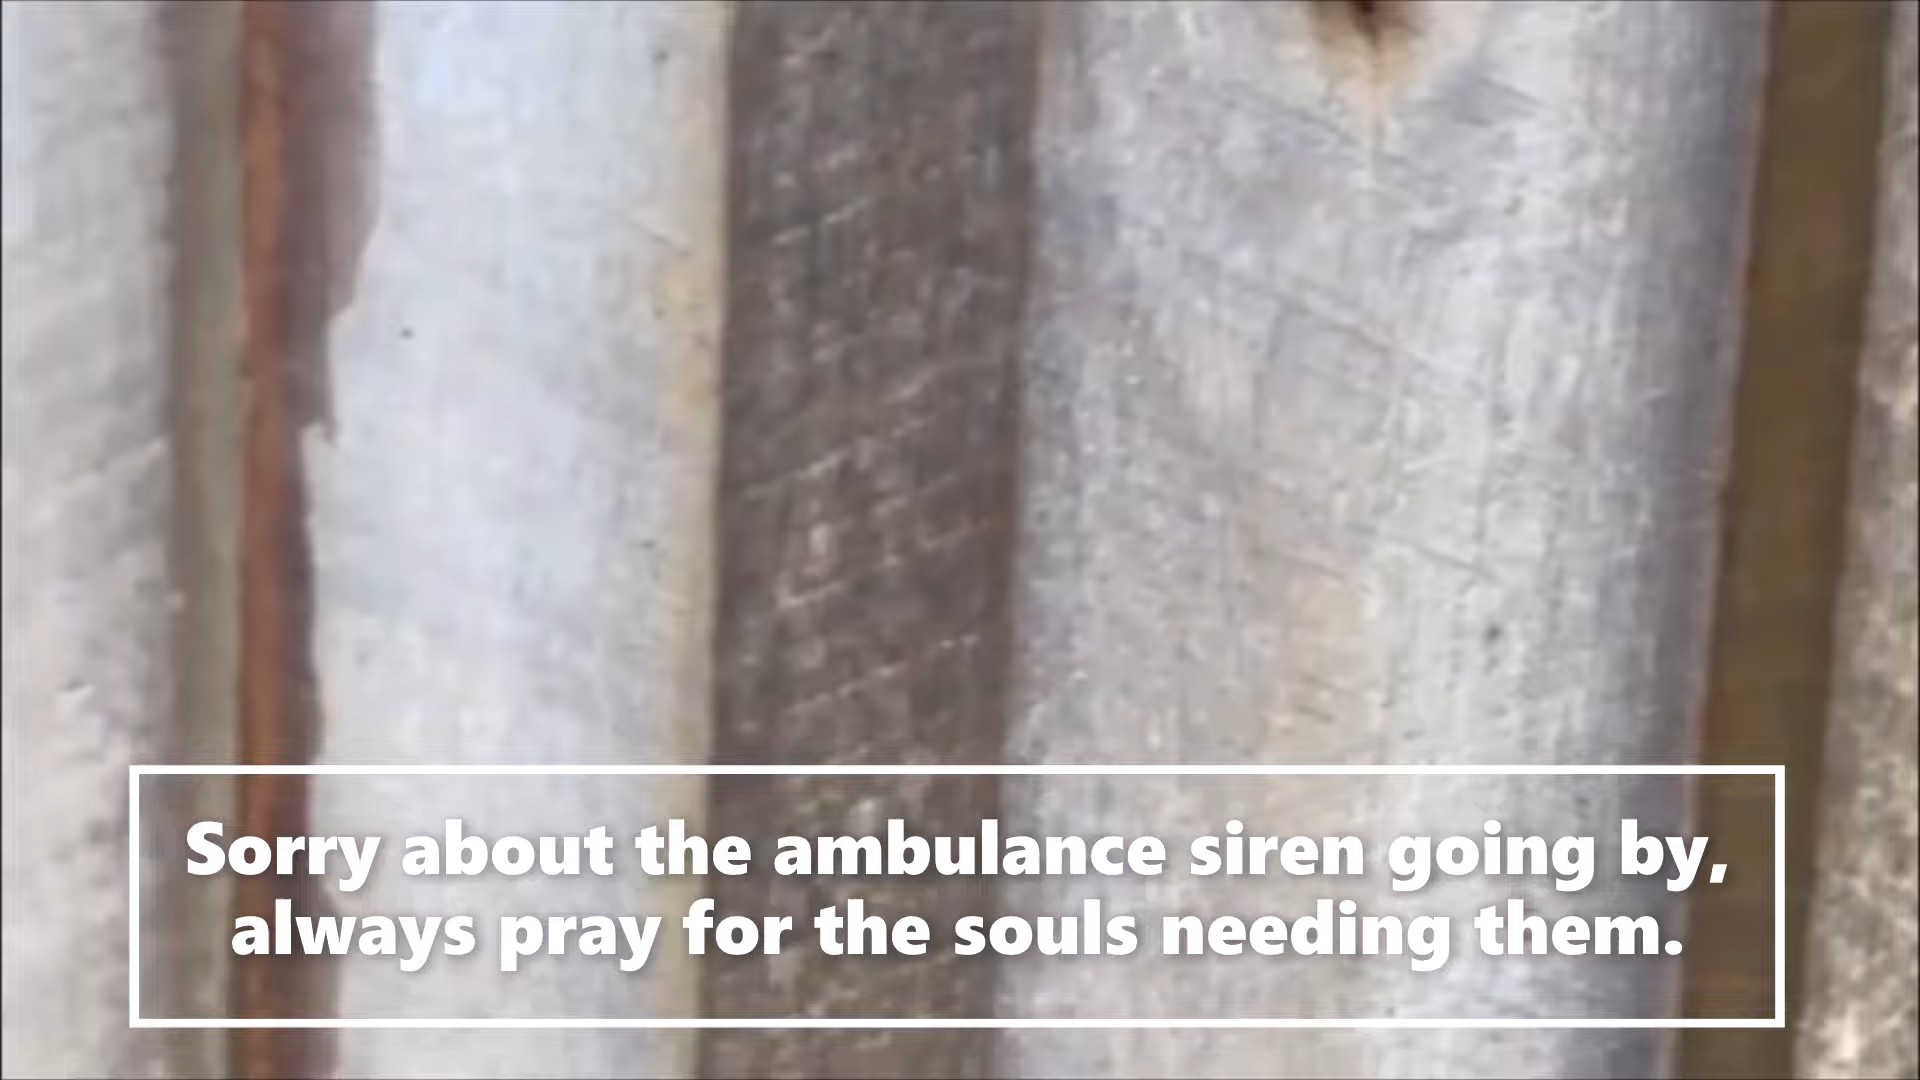 Sorry about the ambulance siren going by,
always pray for the souls needing them.